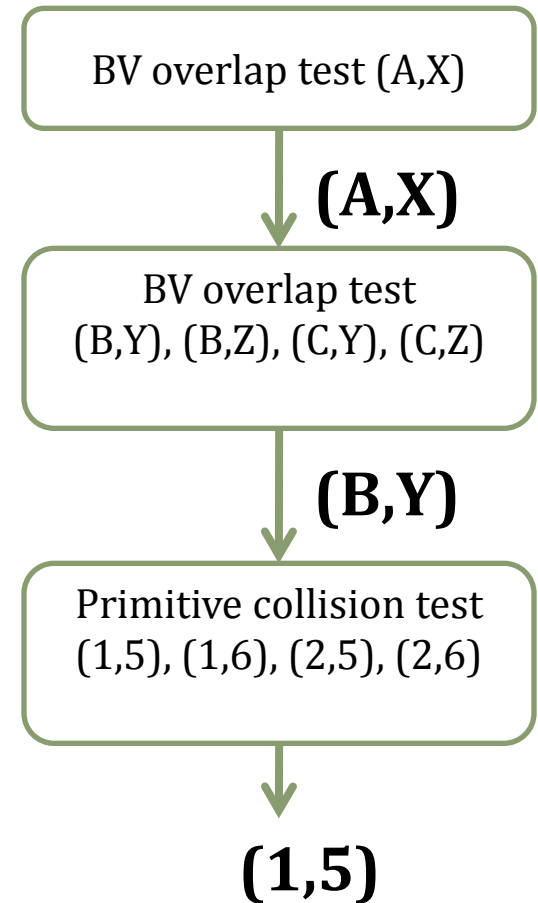 BV overlap test (A,X)
(A,X)
BV overlap test
(B,Y), (B,Z), (C,Y), (C,Z)
(B,Y)
Primitive collision test
(1,5), (1,6), (2,5), (2,6)
(1,5)